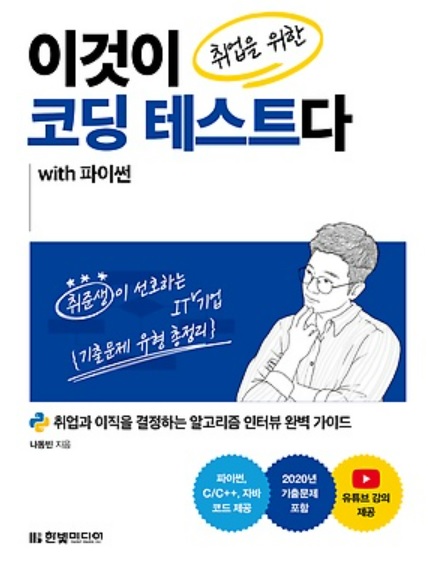 이것이
취업을 위한
코딩 테스트다
with 파이썬
취준생이 선호하는
IT기업
{기출문제 유형 총정리}
취업과 이직을 결정하는 알고리즘 인터뷰 완벽 가이드
나동빈 지음
파이썬,
C/C++, 자바
코드 제공
2020년
기출문제
포함
유튜브 강의
제공
한빛미디어